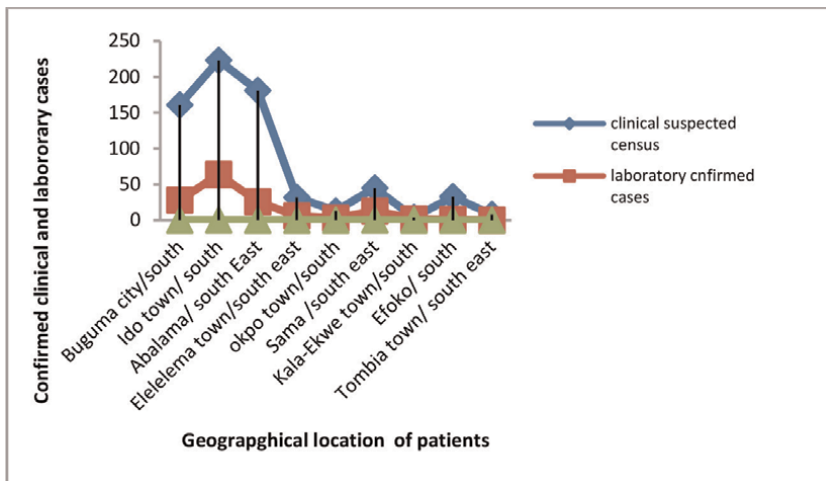 Confirmed clinical and labororary cases
250
200
150
100
50
0
Buguma city/south
Ido town/ south
Abalama/ south East
Elelelema town/south east
okpo town/south
Sama /south east
Kala-Ekwe town/south
Efoko/ south
Tombia town/ south east
Geograpghical location of patients
clinical suspected
census
laboratory cnfirmed
cases